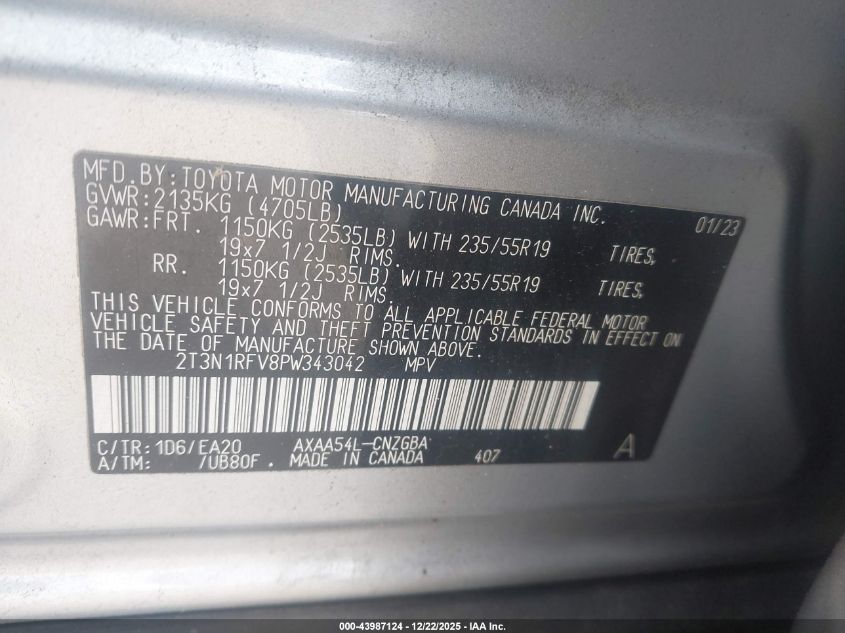 MFD. BY: TOYOTA MOTOR MANUFACTURING CANADA INC. 01/23
GVWR: 2135KG (4705LB)
GAWR: FRT. 1150KG (2535LB) WITH 235/55R19 TIRES,
19x7 1/2J RIMS.
RR. 1150KG (2535LB) WITH 235/55R19 TIRES,
19x7 1/2J RIMS.
THIS VEHICLE CONFORMS TO ALL APPLICABLE FEDERAL MOTOR
VEHICLE SAFETY AND THEFT PREVENTION STANDARDS IN EFFECT ON
THE DATE OF MANUFACTURE SHOWN ABOVE.
2T3N1RFV8PW343042 MPV
C/TR: 1D6/EA20 AXAA54L-CNZGBA A
A/TM: /UB80F. MADE IN CANADA 407
000-43987124 - 12/22/2025 - IAA Inc.